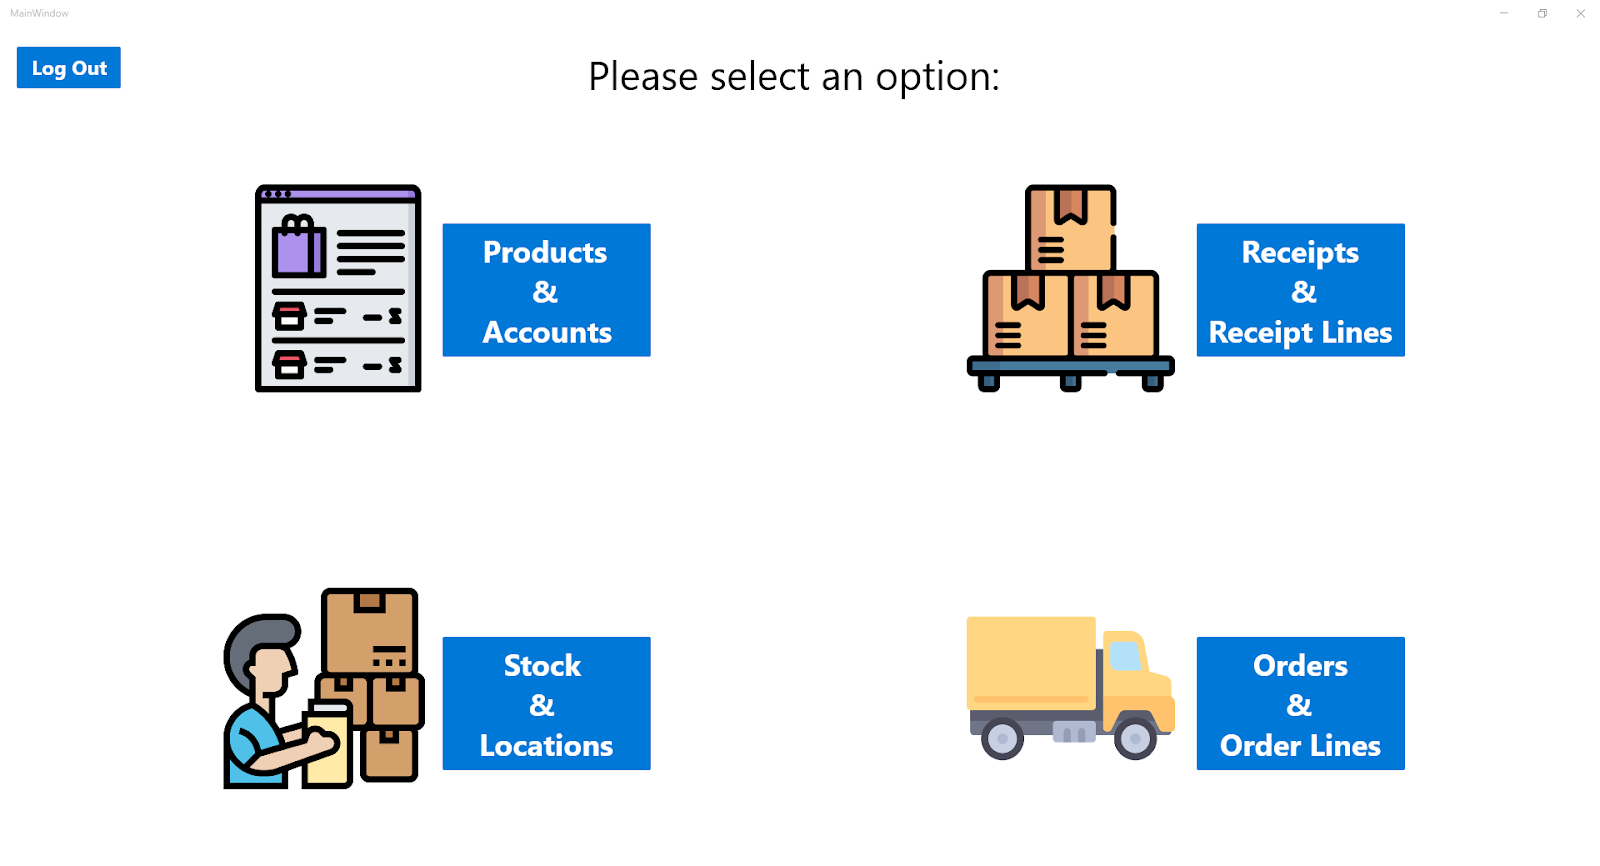 MainWindow
Log Out
Please select an option:
Products
&
Accounts
Receipts
&
Receipt Lines
Stock
&
Locations
Orders
&
Order Lines